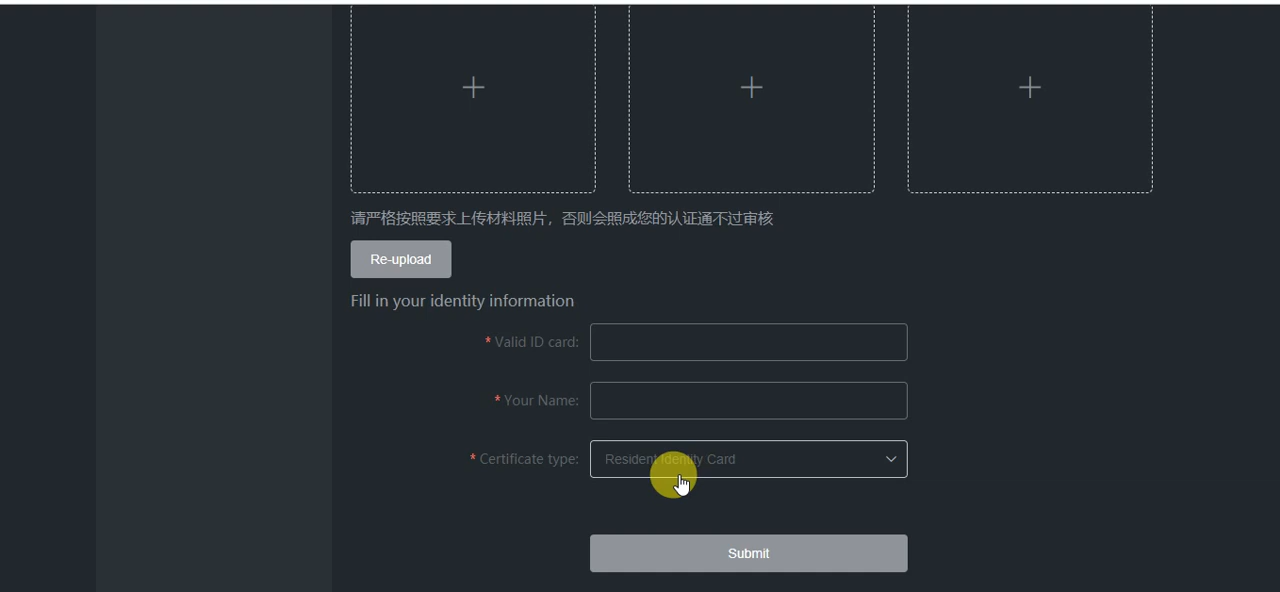 请严格按照要求上传材料照片，否则会照成您的认证通不过审核
Re-upload
Fill in your identity information
* Valid ID card:
* Your Name:
* Certificate type: Resident Identity Card
Submit